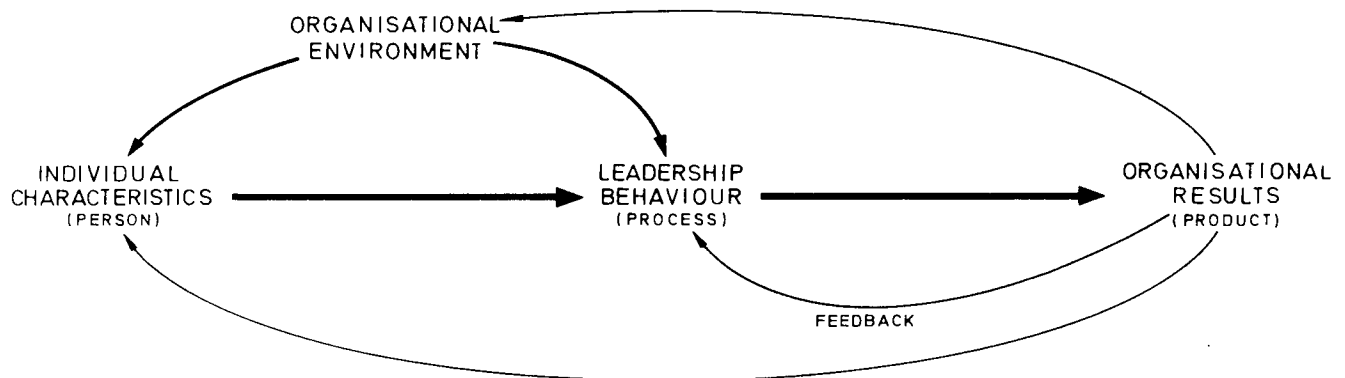 ORGANISATIONAL
ENVIRONMENT
INDIVIDUAL
CHARACTERISTICS
(PERSON)
LEADERSHIP
BEHAVIOUR
(PROCESS)
ORGANISATIONAL
RESULTS
(PRODUCT)
FEEDBACK